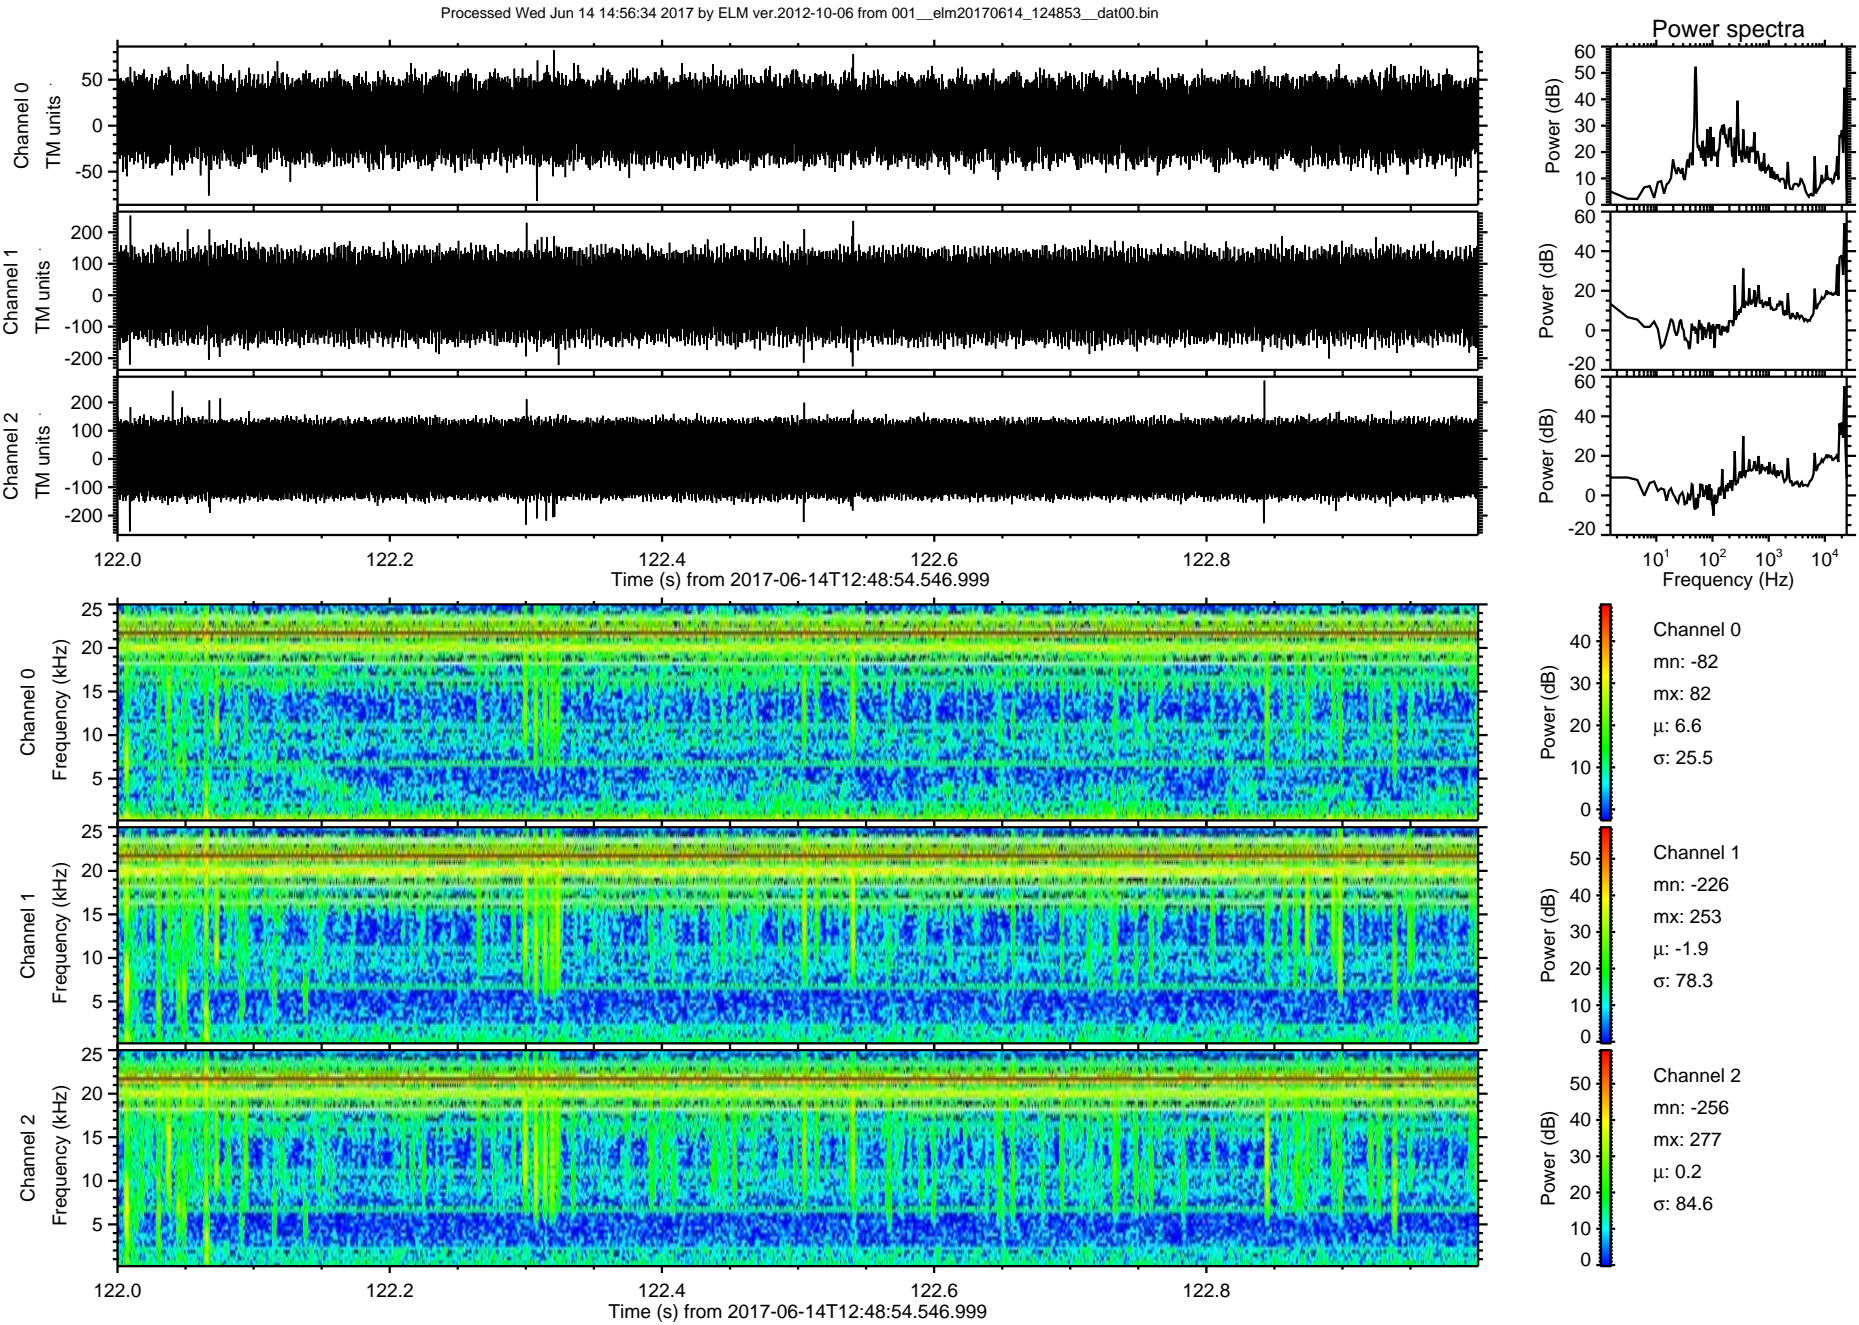 Processed Wed Jun 14 14:56:34 2017 by ELM ver.2012-10-06 from 001__elm20170614_124853__dat00.bin
Power spectra
Channel 0
TM units
50
0
-50
Power (dB)
60
50
40
30
20
10
0
Channel 1
TM units
200
100
0
-100
-200
Power (dB)
60
40
20
0
-20
Channel 2
TM units
200
100
0
-100
-200
Power (dB)
60
40
20
0
-20
122.0 122.2 122.4 122.6 122.8
Time (s) from 2017-06-14T12:48:54.546.999
10^1 10^2 10^3 10^4
Frequency (Hz)
Channel 0
Frequency (kHz)
25
20
15
10
5
Power (dB)
40
30
20
10
0
Channel 0
mn: -82
mx: 82
μ: 6.6
σ: 25.5
Channel 1
Frequency (kHz)
25
20
15
10
5
Power (dB)
50
40
30
20
10
0
Channel 1
mn: -226
mx: 253
μ: -1.9
σ: 78.3
Channel 2
Frequency (kHz)
25
20
15
10
5
Power (dB)
50
40
30
20
10
0
Channel 2
mn: -256
mx: 277
μ: 0.2
σ: 84.6
122.0 122.2 122.4 122.6 122.8
Time (s) from 2017-06-14T12:48:54.546.999